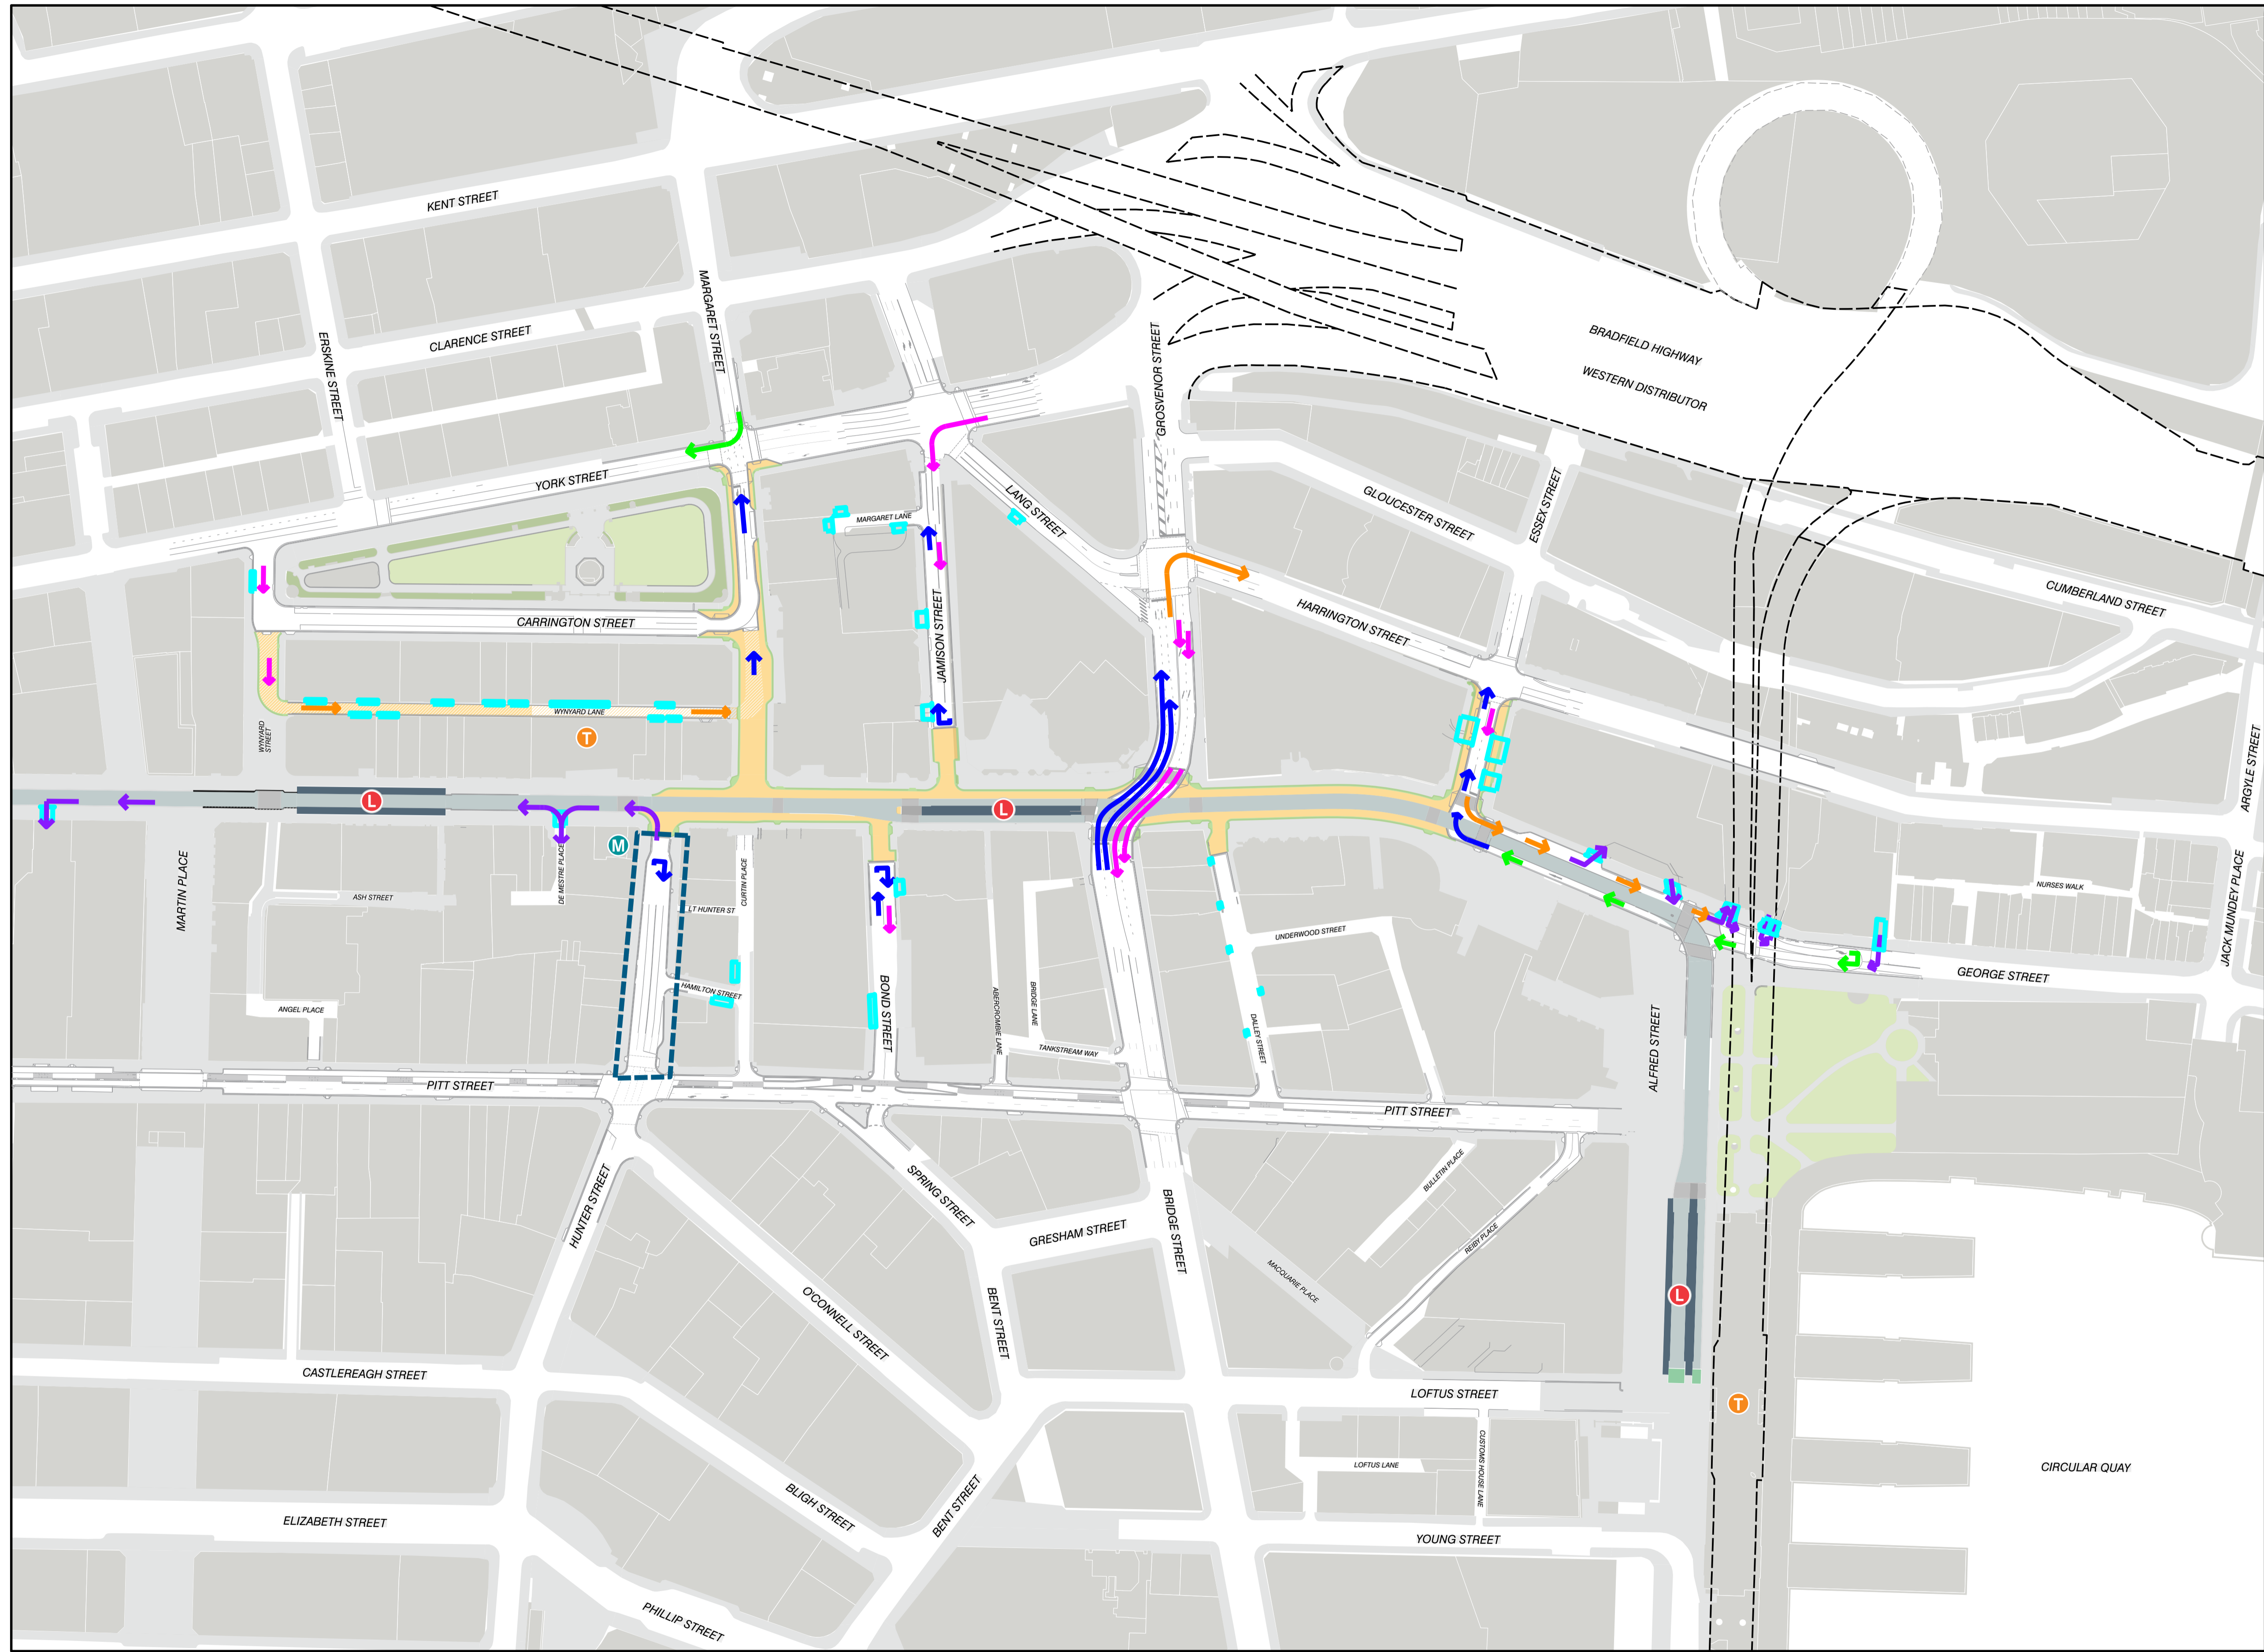 KENT STREET
MARGARET STREET
CLARENCE STREET
ERSKINE STREET
GROSVENOR STREET
BRADFIELD HIGHWAY
WESTERN DISTRIBUTOR
YORK STREET
LANG STREET
GLOUCESTER STREET
ESSEX STREET
MARGARET LANE
CUMBERLAND STREET
CARRINGTON STREET
JAMISON STREET
HARRINGTON STREET
WYNYARD LANE
WYNYARD
STREET
T
ARGYLE STREET
L
L
M
MARTIN PLACE
DE MESTRE PLACE
CURTIN PLACE
ASH STREET
LT HUNTER ST
NURSES WALK
JACK MUNDEY PLACE
UNDERWOOD STREET
GEORGE STREET
HAMILTON STREET
BOND STREET
ABERCROMBIE LANE
BRIDGE LANE
ANGEL PLACE
DALLEY STREET
TANKSTREAM WAY
ALFRED STREET
PITT STREET
PITT STREET
HUNTER STREET
SPRING STREET
GRESHAM STREET
BRIDGE STREET
BULLETIN PLACE
REIBY PLACE
MACQUARIE PLACE
O'CONNELL STREET
BENT STREET
L
CASTLEREAGH STREET
LOFTUS STREET
T
CUSTOMS HOUSE LANE
LOFTUS LANE
CIRCULAR QUAY
BLIGH STREET
BENT STREET
ELIZABETH STREET
YOUNG STREET
PHILLIP STREET